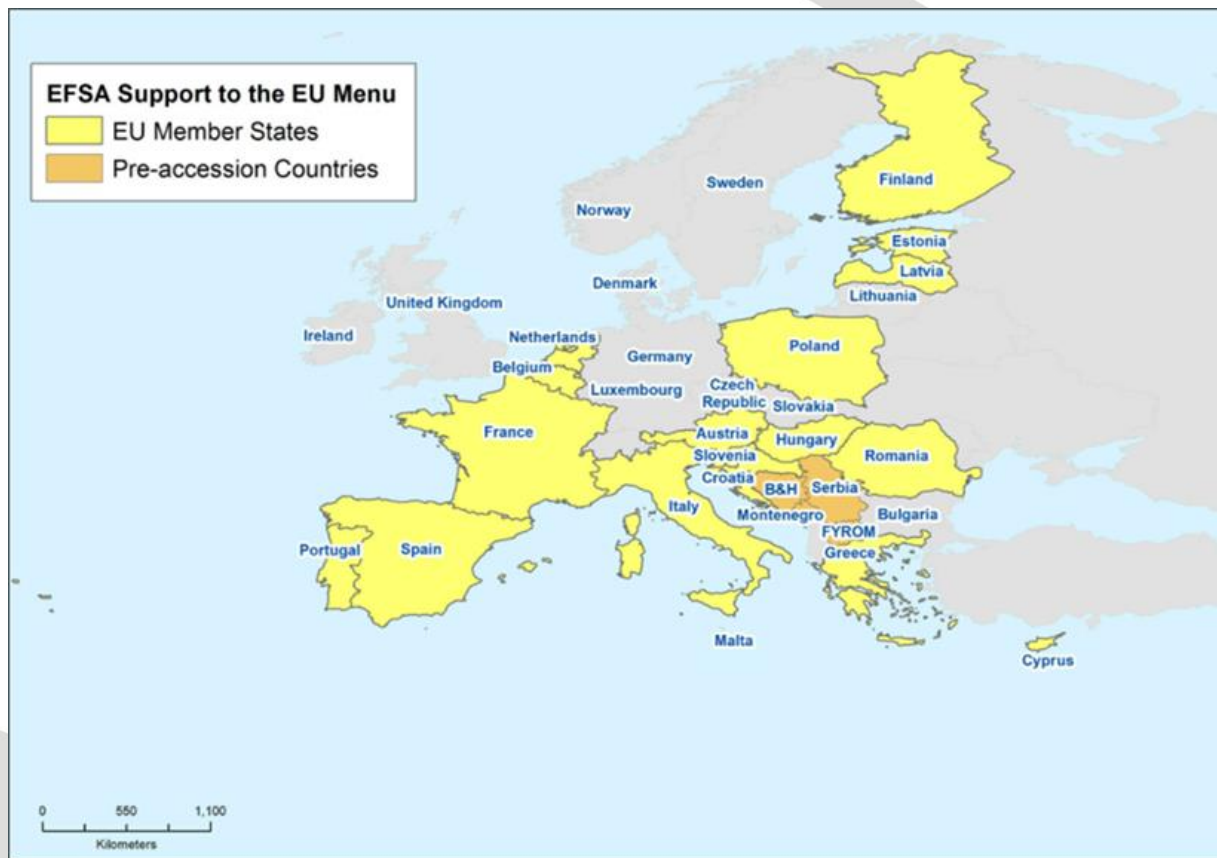 EFSA Support to the EU Menu
EU Member States
Pre-accession Countries
Finland
Sweden
Norway
Estonia
Latvia
Denmark
Lithuania
United Kingdom
Ireland
Netherlands
Poland
Germany
Belgium
Luxembourg
Czech
Republic
Slovakia
France
Austria
Hungary
Slovenia
Romania
Croatia
B&H
Serbia
Italy
Montenegro
Bulgaria
FYROM
Portugal
Spain
Greece
Malta
Cyprus
0 550 1,100
Kilometers